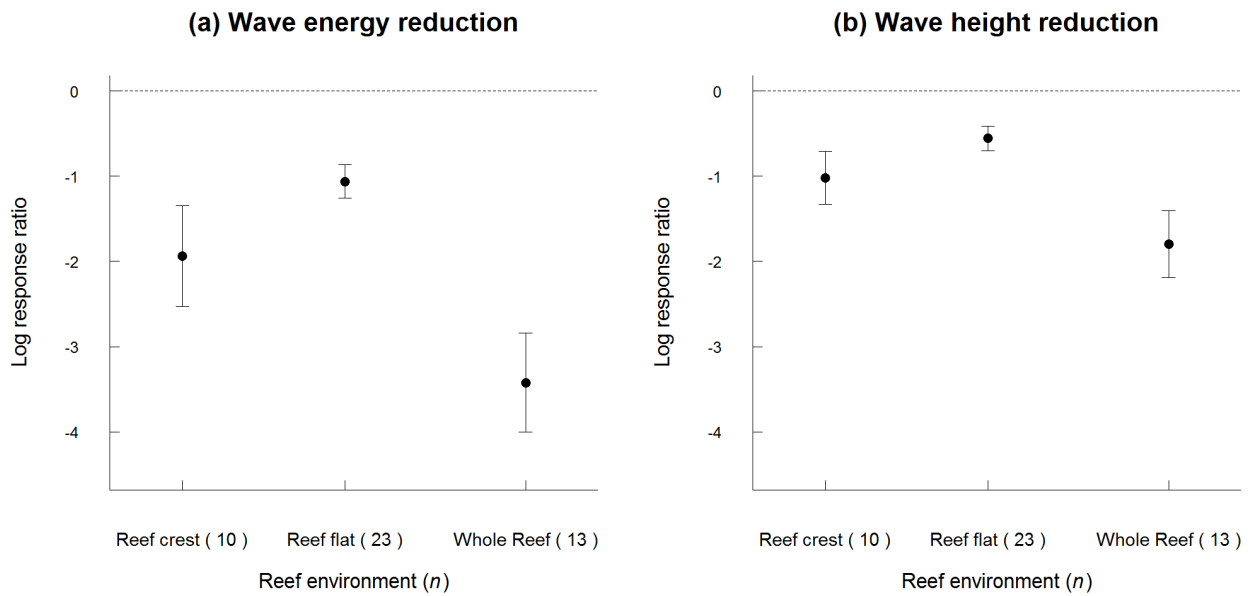 (a) Wave energy reduction
0
-1
-2
-3
-4
Log response ratio
Reef crest ( 10 )
Reef flat ( 23 )
Whole Reef ( 13 )
Reef environment (n)
(b) Wave height reduction
0
-1
-2
-3
-4
Log response ratio
Reef crest ( 10 )
Reef flat ( 23 )
Whole Reef ( 13 )
Reef environment (n)